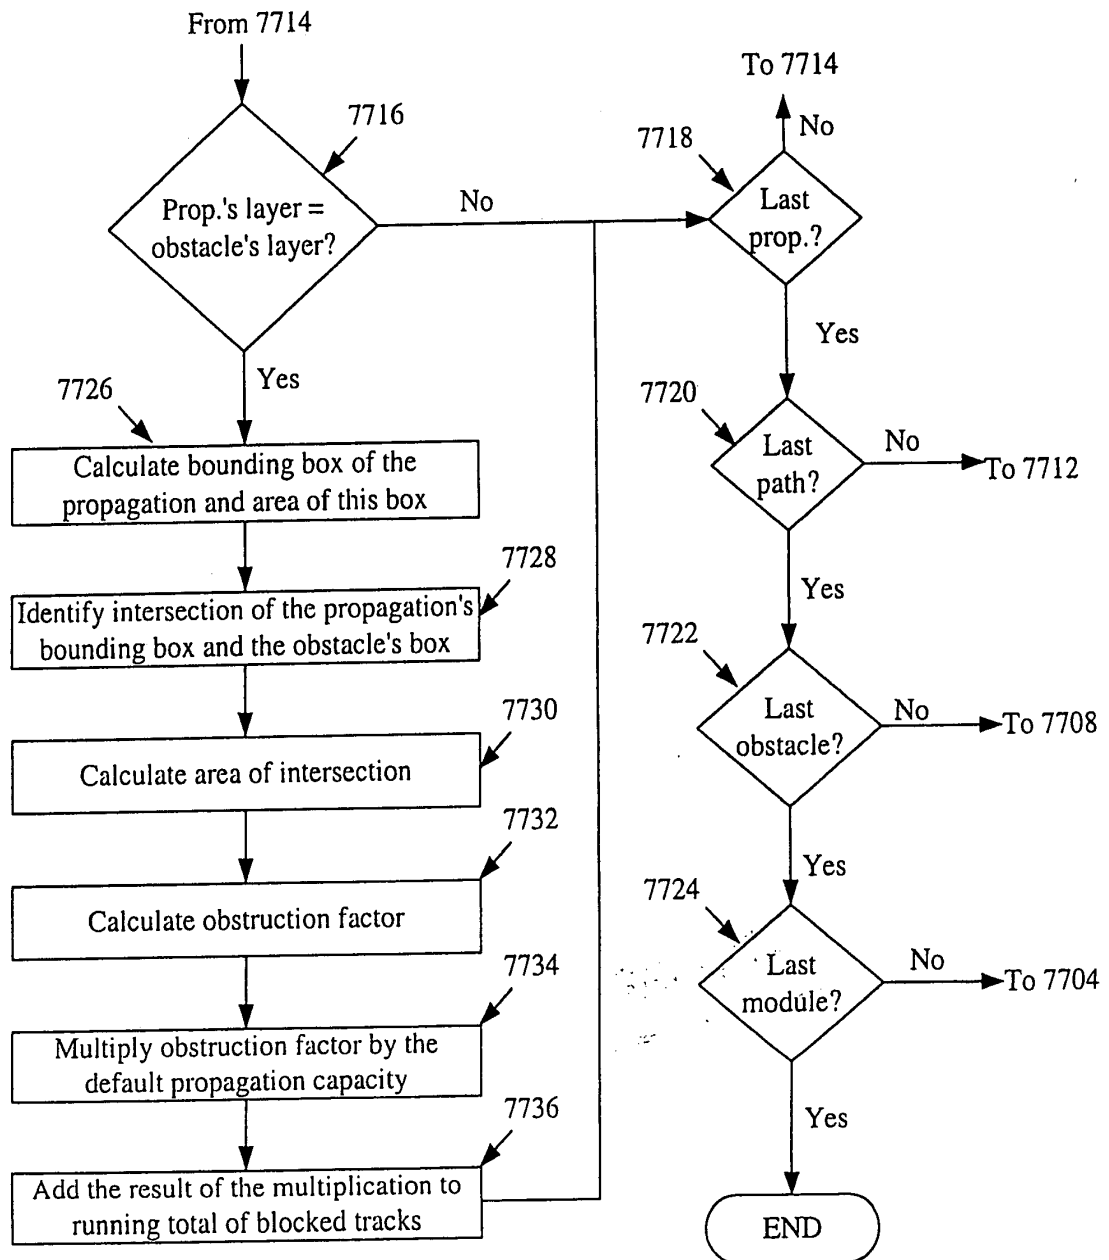 From 7714
7716
Prop.'s layer =
obstacle's layer?
No
Yes
7726
Calculate bounding box of the
propagation and area of this box
7728
Identify intersection of the propagation's
bounding box and the obstacle's box
7730
Calculate area of intersection
7732
Calculate obstruction factor
7734
Multiply obstruction factor by the
default propagation capacity
7736
Add the result of the multiplication to
running total of blocked tracks
To 7714
No
7718
Last
prop.?
Yes
7720
Last
path?
No
To 7712
Yes
7722
Last
obstacle?
No
To 7708
Yes
7724
Last
module?
No
To 7704
Yes
END